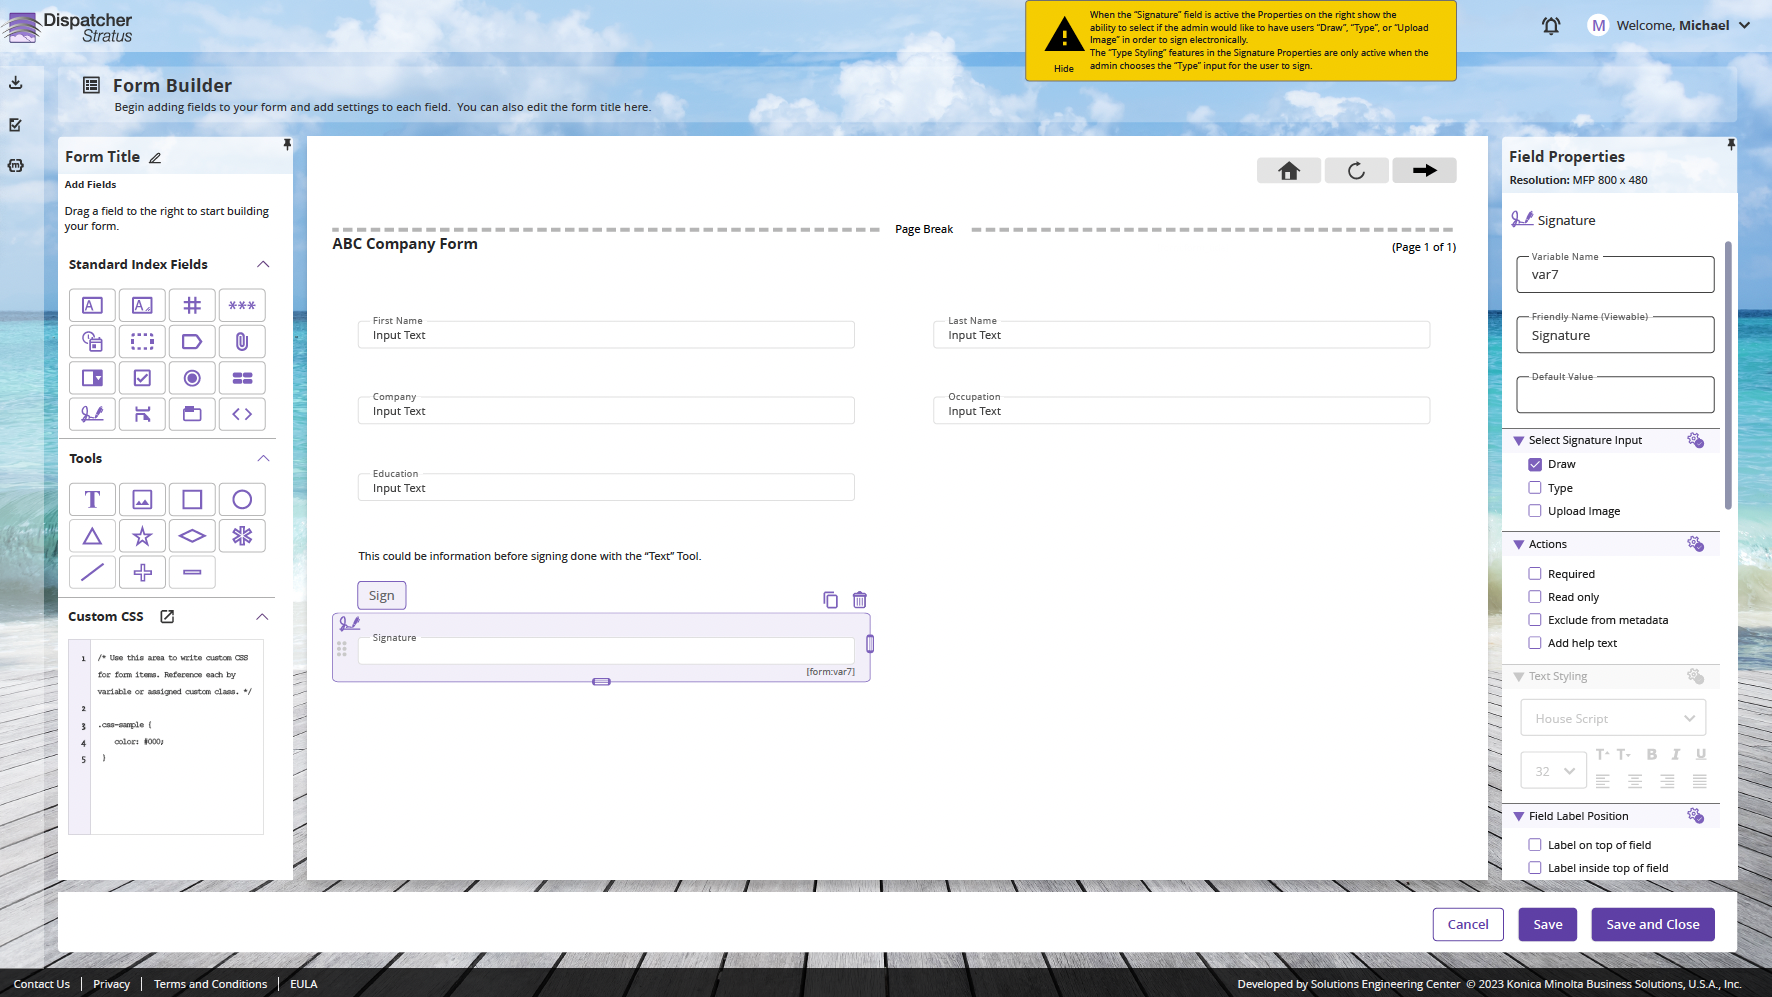 Dispatcher
Stratus
When the "Signature" field is active the Properties on the right show the
ability to select if the admin would like to have users "Draw", "Type", or "Upload
Image" in order to sign electronically.
The "Type Styling" features in the Signature Properties are only active when the
admin chooses the "Type" input for the user to sign.
Hide
M
Welcome, Michael
Form Builder
Begin adding fields to your form and add settings to each field. You can also edit the form title here.
Form Title
Add Fields
Drag a field to the right to start building
your form.
Standard Index Fields
Tools
T
Custom CSS
1 /* Use this area to write custom CSS
for form items. Reference each by
variable or assigned custom class. */
2
3 .css-sample {
4 color: #000;
5 }
Page Break
ABC Company Form
(Page 1 of 1)
First Name
Input Text
Last Name
Input Text
Company
Input Text
Occupation
Input Text
Education
Input Text
This could be information before signing done with the “Text” Tool.
Sign
Signature
[form:var7]
Field Properties
Resolution: MFP 800 x 480
Signature
Variable Name
var7
Friendly Name (Viewable)
Signature
Default Value
Select Signature Input
Draw
Type
Upload Image
Actions
Required
Read only
Exclude from metadata
Add help text
Text Styling
House Script
32
T T B I U
Field Label Position
Label on top of field
Label inside top of field
Cancel
Save
Save and Close
Contact Us | Privacy | Terms and Conditions | EULA
Developed by Solutions Engineering Center © 2023 Konica Minolta Business Solutions, U.S.A., Inc.